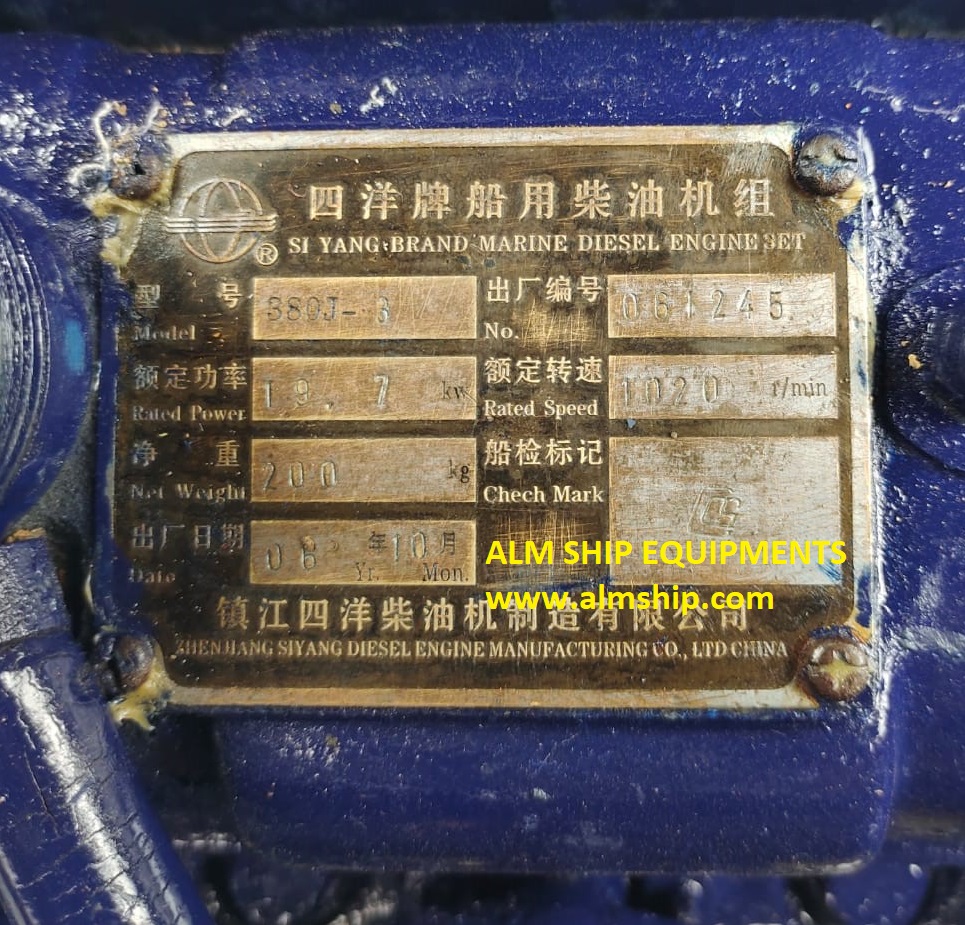 四洋牌船用柴油机组
® SI YANG BRAND MARINE DIESEL ENGINE SET
型 号 380J-3 出厂编号 061245
Model No.
额定功率 19.7 kw 额定转速 1020 r/min
Rated Power Rated Speed
净 重 200 kg 船检标记
Net Weight Chech Mark
出厂日期 年10月
Date Yr. Mon.
ALM SHIP EQUIPMENTS
www.almship.com
镇江四洋柴油机制造有限公司
ZHENJIANG SIYANG DIESEL ENGINE MANUFACTURING CO., LTD CHINA